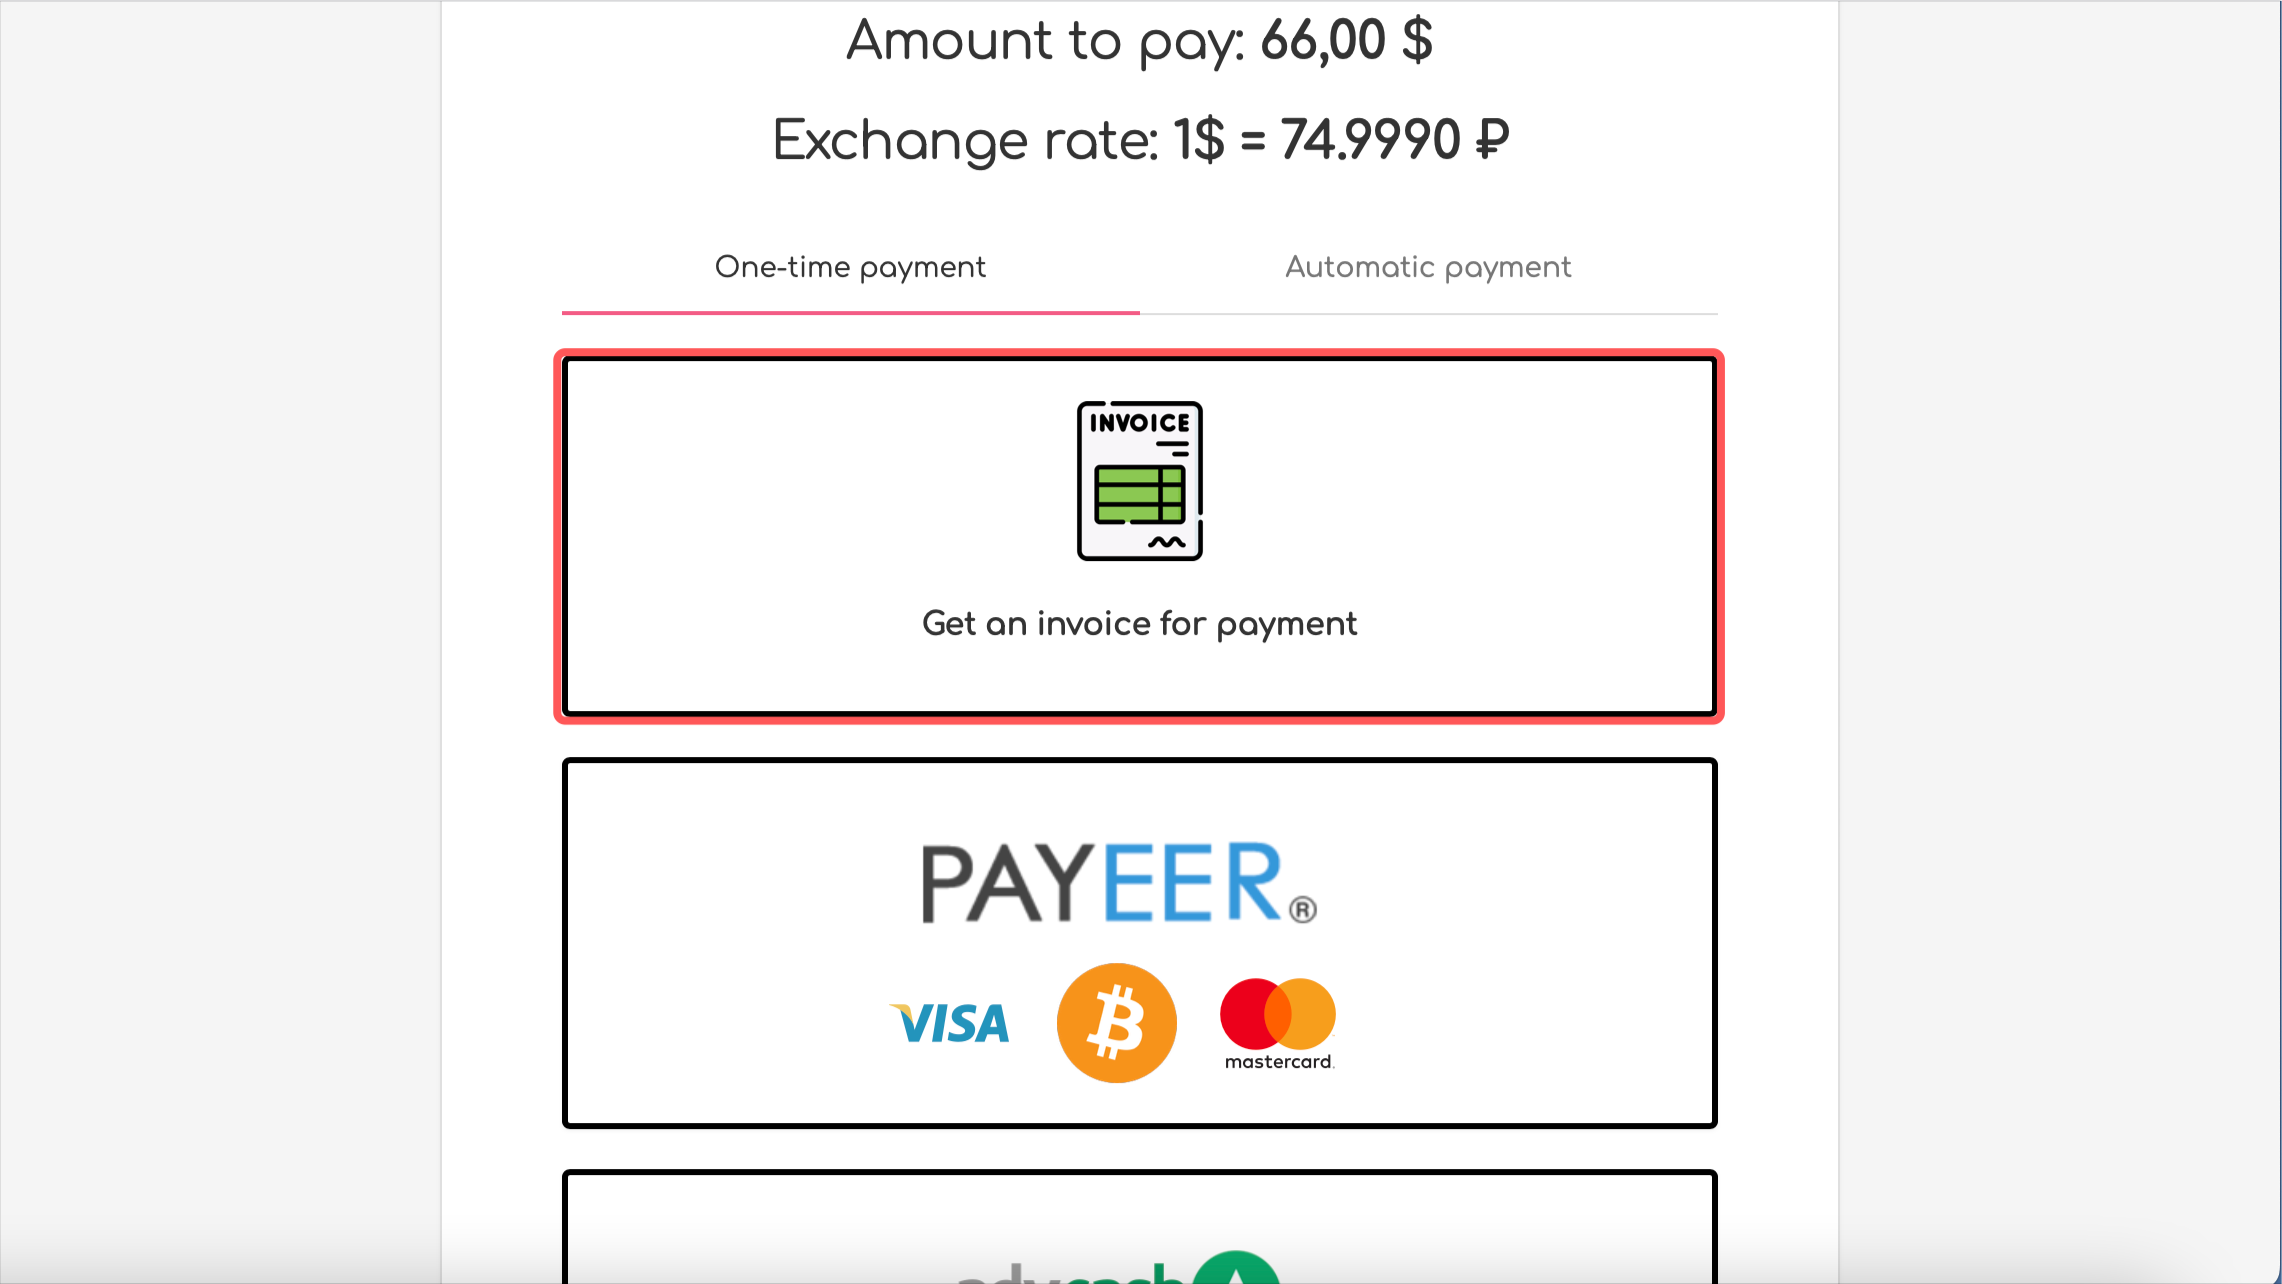 Amount to pay: 66,00 $
Exchange rate: 1$ = 74.9990 ₽
One-time payment Automatic payment
INVOICE
Get an invoice for payment
PAYEER®
VISA
mastercard.
advcash